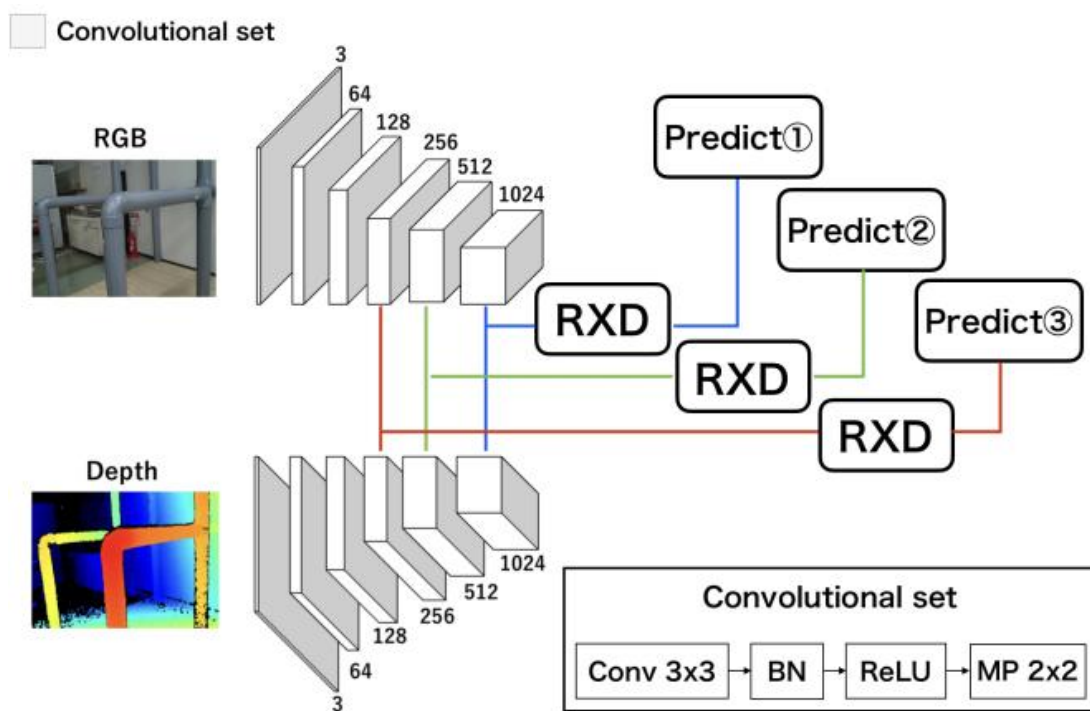 Convolutional set
RGB
3
64
128
256
512
1024
Predict①
Predict②
Predict③
RXD
RXD
RXD
Depth
1024
512
256
128
64
3
Convolutional set
Conv 3x3
BN
ReLU
MP 2x2